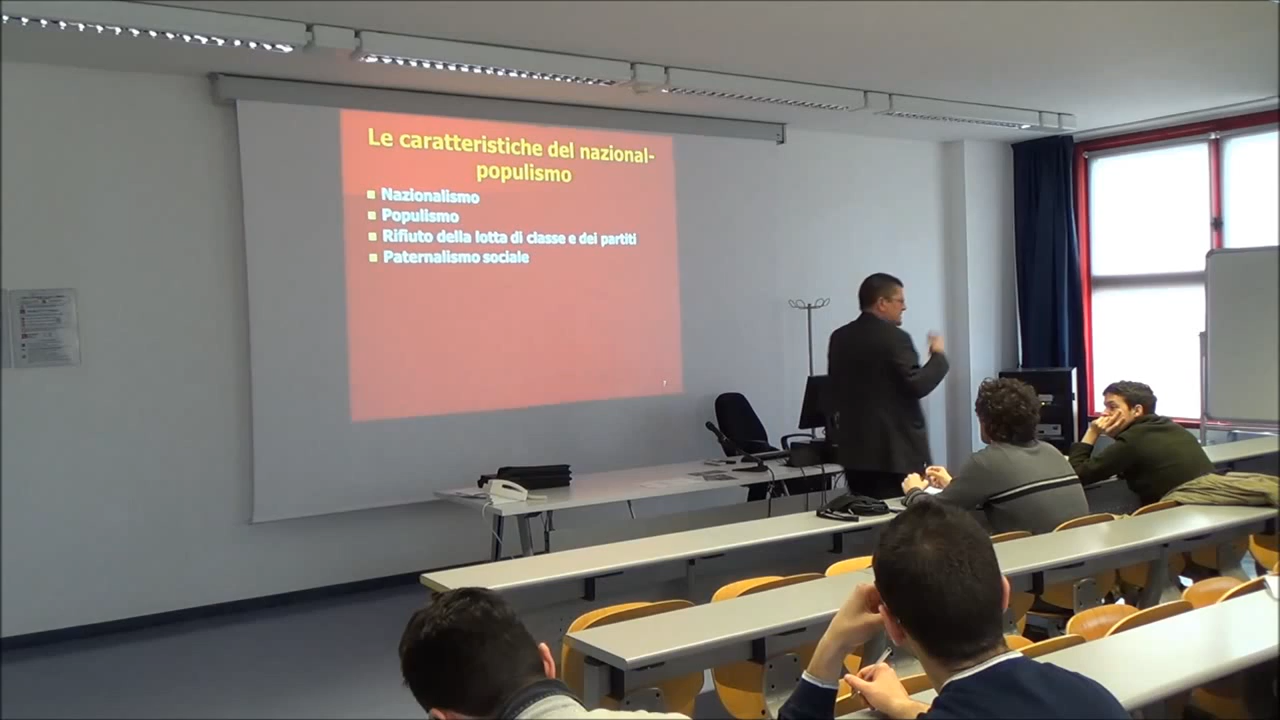 Le caratteristiche del nazional-
populismo
Nazionalismo
Populismo
Rifiuto della lotta di classe e dei partiti
Paternalismo sociale